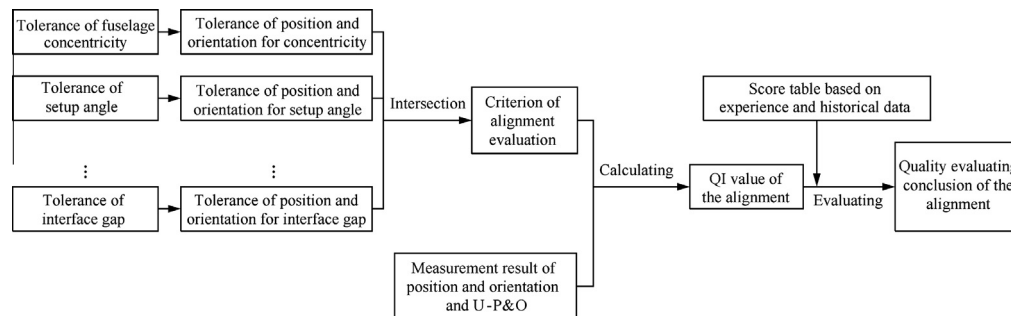 Tolerance of fuselage
concentricity
Tolerance of position and
orientation for concentricity
Tolerance of
setup angle
Tolerance of position and
orientation for setup angle
⋮
⋮
Tolerance of
interface gap
Tolerance of position and
orientation for interface gap
Intersection
Criterion of
alignment
evaluation
Measurement result of
position and orientation
and U-P&O
Calculating
QI value of
the alignment
Score table based on
experience and historical data
Evaluating
Quality evaluating
conclusion of the
alignment